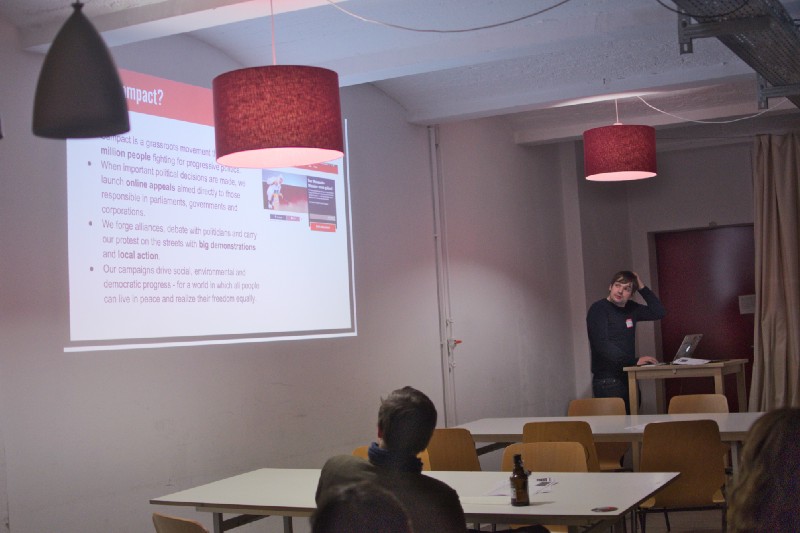 mpact?
Compact is a grassroots movement
million people fighting for progressive
• When important political decisions are made, we
launch online appeals aimed directly to those
responsible in parliaments, governments and
corporations.
• We forge alliances, debate with politicians and carry
our protest on the streets with big demonstrations
and local action.
• Our campaigns drive social, environmental and
democratic progress - for a world in which all people
can live in peace and realize their freedom equally